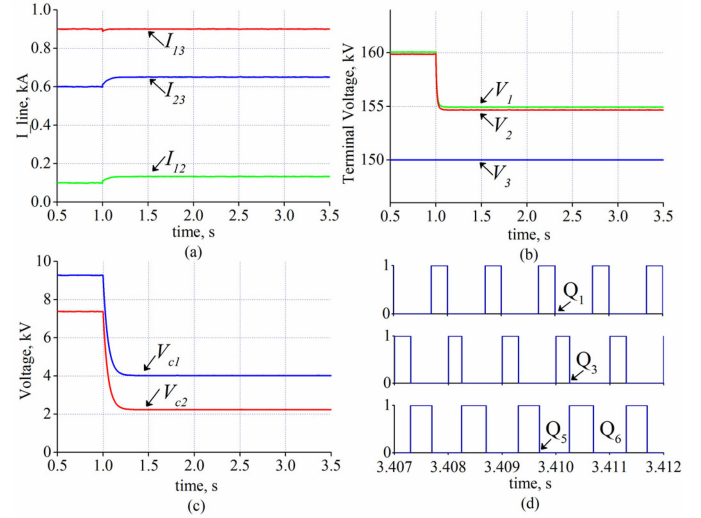 1.0
0.8
0.6
0.4
0.2
0.0
I_line, kA
I13
I23
I12
0.5 1.0 1.5 2.0 2.5 3.0 3.5
time, s
(a)
160
155
150
Terminal Voltage, kV
V1
V2
V3
0.5 1.0 1.5 2.0 2.5 3.0 3.5
time, s
(b)
10
8
6
4
2
0
Voltage, kV
Vc1
Vc2
0.5 1.0 1.5 2.0 2.5 3.0 3.5
time, s
(c)
1
0
Q1
1
0
Q3
1
0
Q5 Q6
3.407 3.408 3.409 3.410 3.411 3.412
time, s
(d)